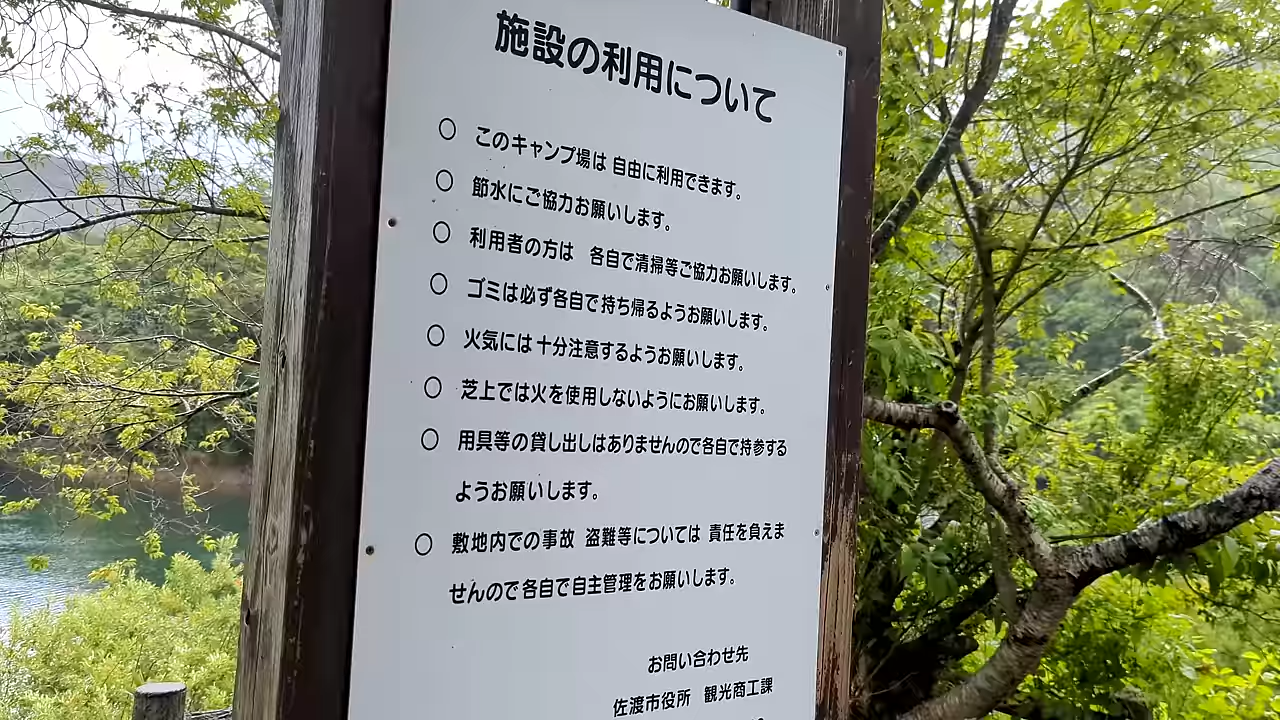 施設の利用について
○ このキャンプ場は 自由に利用できます。
○ 節水にご協力お願いします。
○ 利用者の方は 各自で清掃等ご協力お願いします。
○ ゴミは必ず各自で持ち帰るようお願いします。
○ 火気には十分注意するようお願いします。
○ 芝上では火を使用しないようにお願いします。
○ 用具等の貸し出しはありませんので各自で持参する
ようお願いします。
○ 敷地内での事故 盗難等については 責任を負えま
せんので各自で自主管理をお願いします。
お問い合わせ先
佐渡市役所 観光商工課